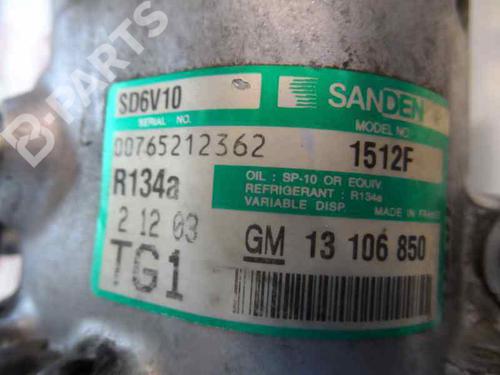 B-PARTS
SD6V10
SANDEN
SERIAL NO.
MODEL NO.
00765212362
1512F
R134a
OIL : SP-10 OR EQUIV.
REFRIGERANT : R134a
VARIABLE DISP.
MADE IN FRANCE
2 12 03
GM 13 106 850
TG1